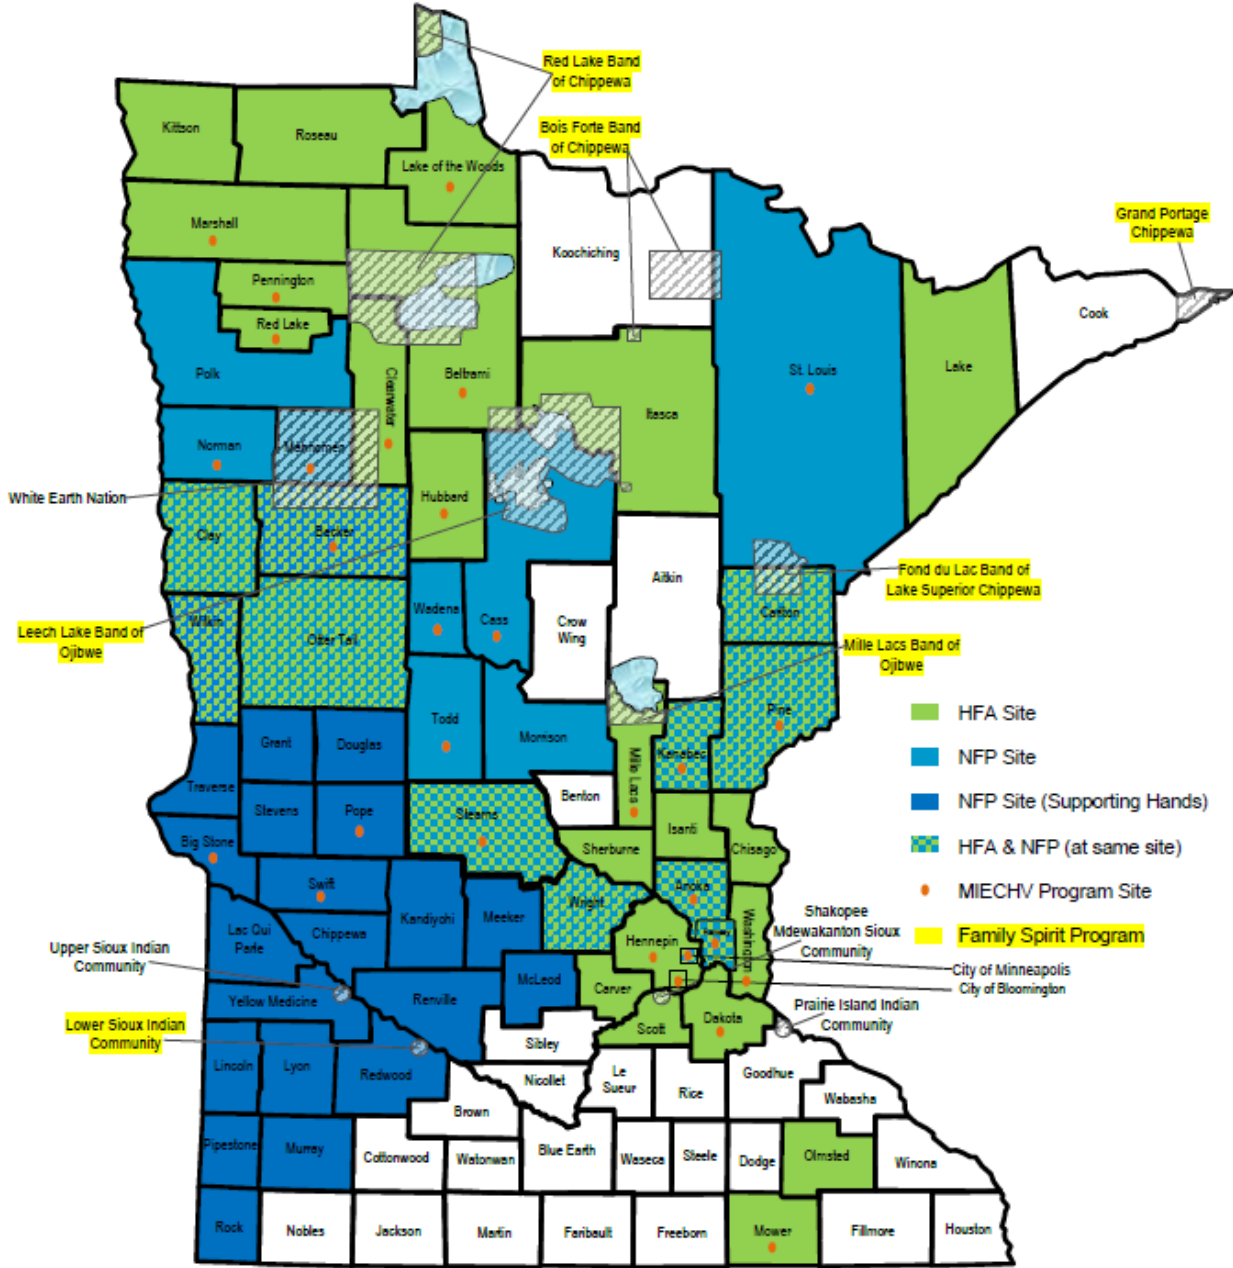 Red Lake Band
of Chippewa
Kittson
Roseau
Bois Forte Band
of Chippewa
Lake of the Woods
Grand Portage
Chippewa
Marshall
Koochiching
Pennington
Cook
Red Lake
Polk
Clearwater
Beltrami
St. Louis
Lake
Itasca
Norman
Mahnomen
White Earth Nation
Hubbard
Clay
Becker
Fond du Lac Band of
Lake Superior Chippewa
Aitkin
Wadena
Cass
Crow
Wing
Carlton
Wilkin
Leech Lake Band of
Ojibwe
Otter Tail
Mille Lacs Band of
Ojibwe
HFA Site
Pine
Todd
Morrison
Grant
Douglas
Kanabec
Mille Lacs
NFP Site
Traverse
Benton
NFP Site (Supporting Hands)
Stevens
Pope
Stearns
Isanti
Big Stone
Sherburne
Chisago
HFA & NFP (at same site)
Swift
Anoka
MIECHV Program Site
Wright
Kandiyohi
Meeker
Lac Qui
Parle
Chippewa
Hennepin
Washington
Shakopee
Mdewakanton Sioux
Community
Family Spirit Program
Upper Sioux Indian
Community
City of Minneapolis
City of Bloomington
McLeod
Carver
Yellow Medicine
Renville
Prairie Island Indian
Community
Lower Sioux Indian
Community
Scott
Dakota
Sibley
Lincoln
Lyon
Redwood
Nicollet
Le
Sueur
Rice
Goodhue
Wabasha
Brown
Pipestone
Murray
Cottonwood
Watonwan
Blue Earth
Waseca
Steele
Dodge
Olmsted
Winona
Rock
Nobles
Jackson
Martin
Faribault
Freeborn
Mower
Fillmore
Houston